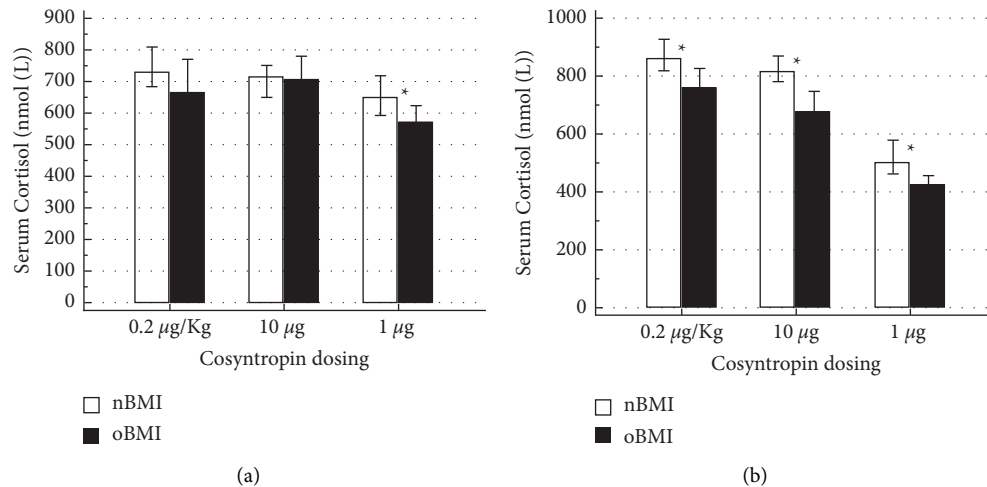 900
800
700
600
500
400
300
200
100
0
Serum Cortisol (nmol (L))
*
0.2 μg/Kg
10 μg
1 μg
Cosyntropin dosing
nBMI
oBMI
(a)
1000
800
600
400
200
0
Serum Cortisol (nmol (L))
*
*
*
0.2 μg/Kg
10 μg
1 μg
Cosyntropin dosing
nBMI
oBMI
(b)